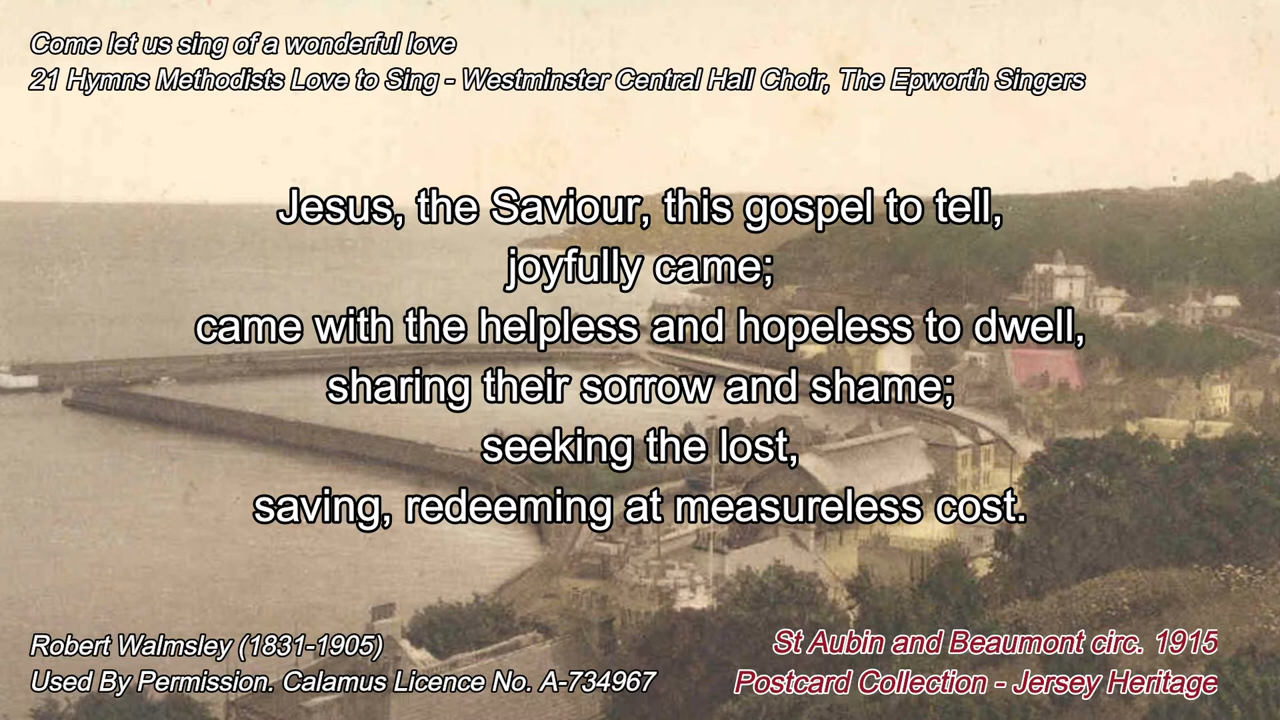 Come let us sing of a wonderful love
21 Hymns Methodists Love to Sing - Westminster Central Hall Choir, The Epworth Singers
Jesus, the Saviour, this gospel to tell,
joyfully came;
came with the helpless and hopeless to dwell,
sharing their sorrow and shame;
seeking the lost,
saving, redeeming at measureless cost.
Robert Walmsley (1831-1905)
Used By Permission. Calamus Licence No. A-734967
St Aubin and Beaumont circ. 1915
Postcard Collection - Jersey Heritage